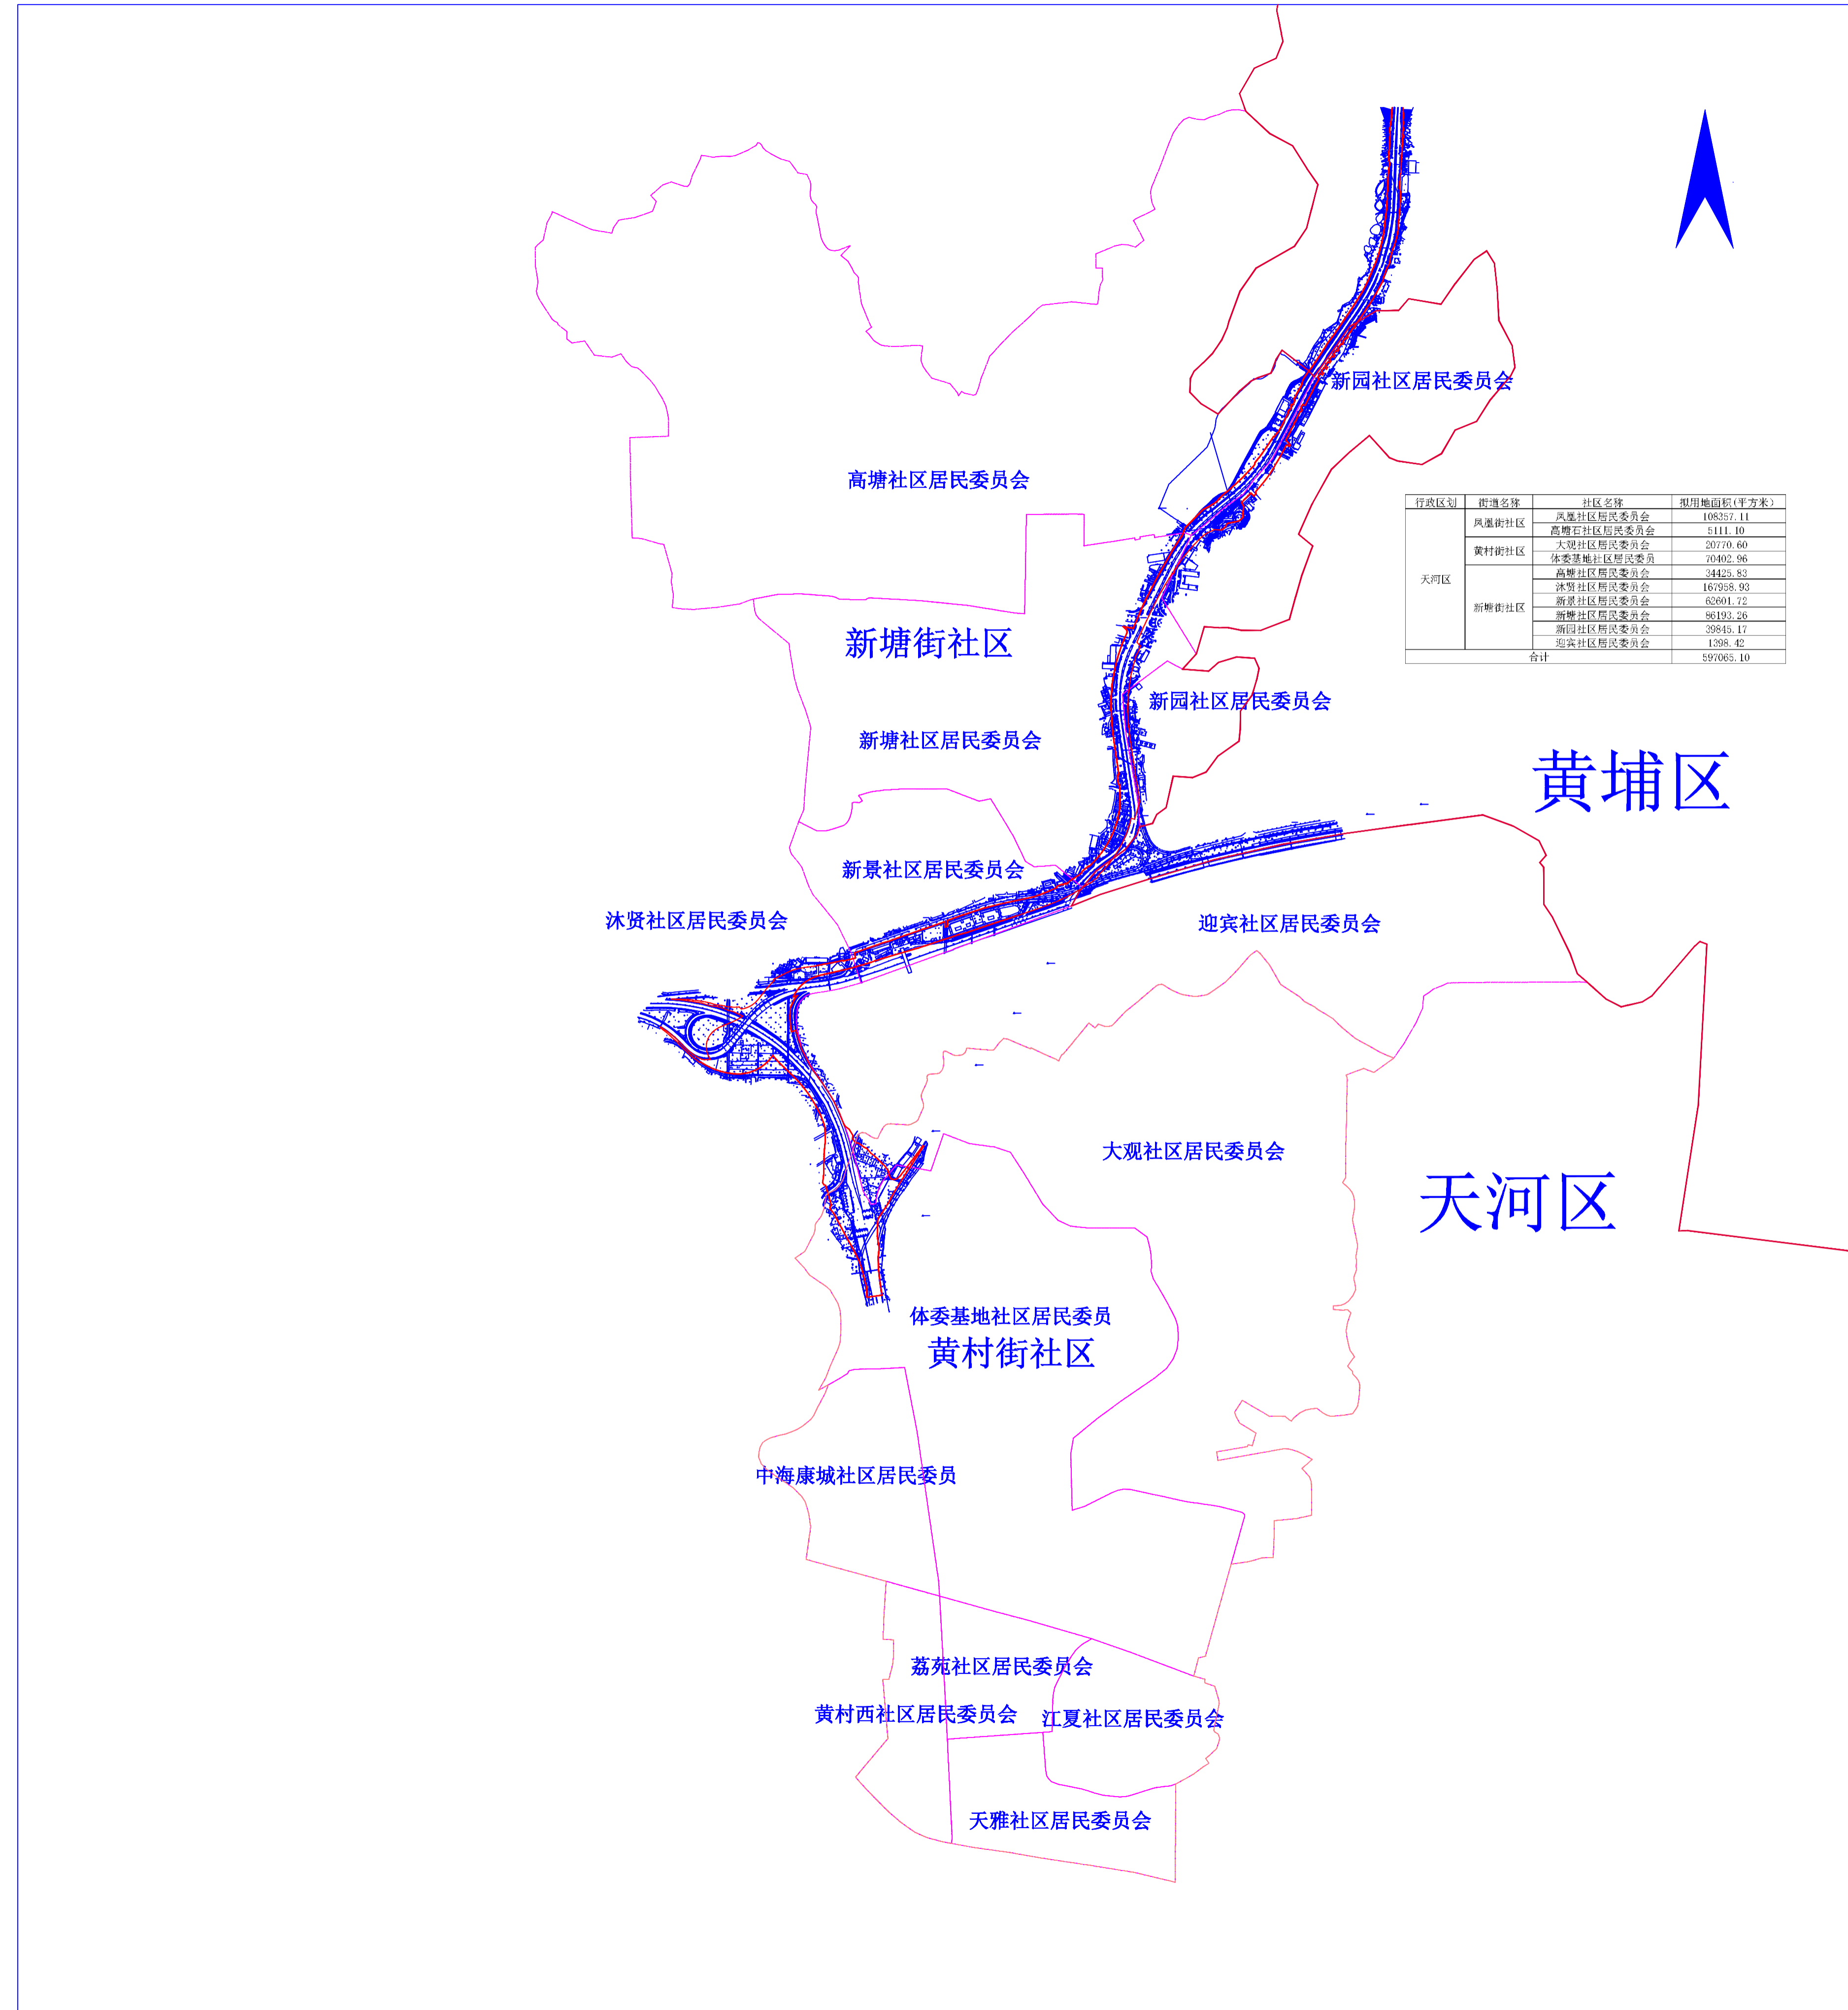 新园社区居民委员会
高塘社区居民委员会
行政区划 街道名称 社区名称 拟用地面积(平方米)
天河区 凤凰街社区 凤凰社区居民委员会 108357.11
高塘石社区居民委员会 5111.10
黄村街社区 大观社区居民委员会 20770.60
体委基地社区居民委员 70402.96
新塘街社区 高塘社区居民委员会 34425.83
沐贤社区居民委员会 167958.93
新景社区居民委员会 62601.72
新塘社区居民委员会 86193.26
新园社区居民委员会 39845.17
迎宾社区居民委员会 1398.42
合计 597065.10
新塘街社区
新园社区居民委员会
新塘社区居民委员会
黄埔区
新景社区居民委员会
沐贤社区居民委员会
迎宾社区居民委员会
大观社区居民委员会
天河区
体委基地社区居民委员
黄村街社区
中海康城社区居民委员
荔苑社区居民委员会
黄村西社区居民委员会
江夏社区居民委员会
天雅社区居民委员会